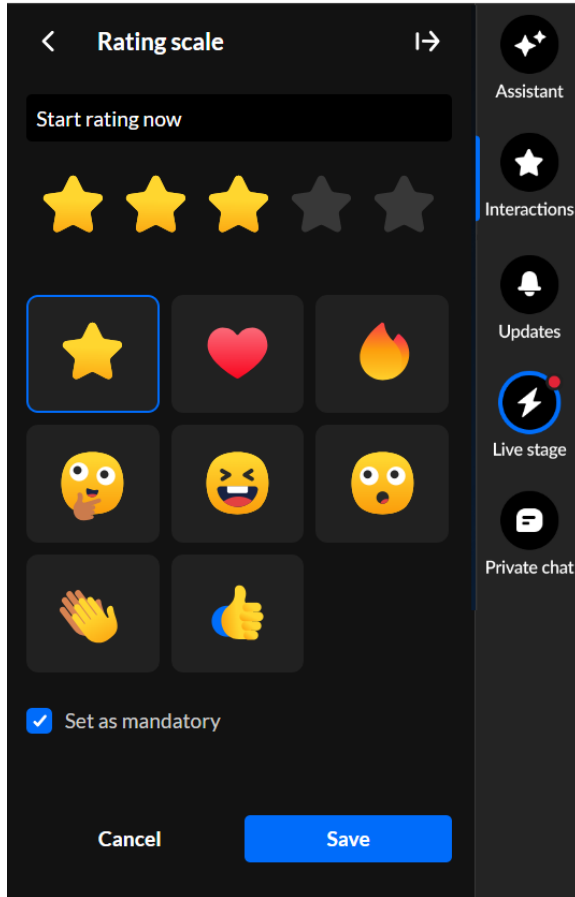 Rating scale
Start rating now
Set as mandatory
Cancel
Save
Assistant
Interactions
Updates
Live stage
Private chat